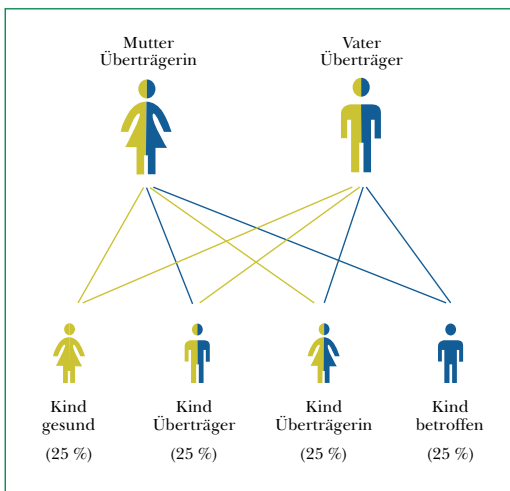 Mutter
Überträgerin
Vater
Überträger
Kind
gesund
(25 %)
Kind
Überträger
(25 %)
Kind
Überträgerin
(25 %)
Kind
betroffen
(25 %)